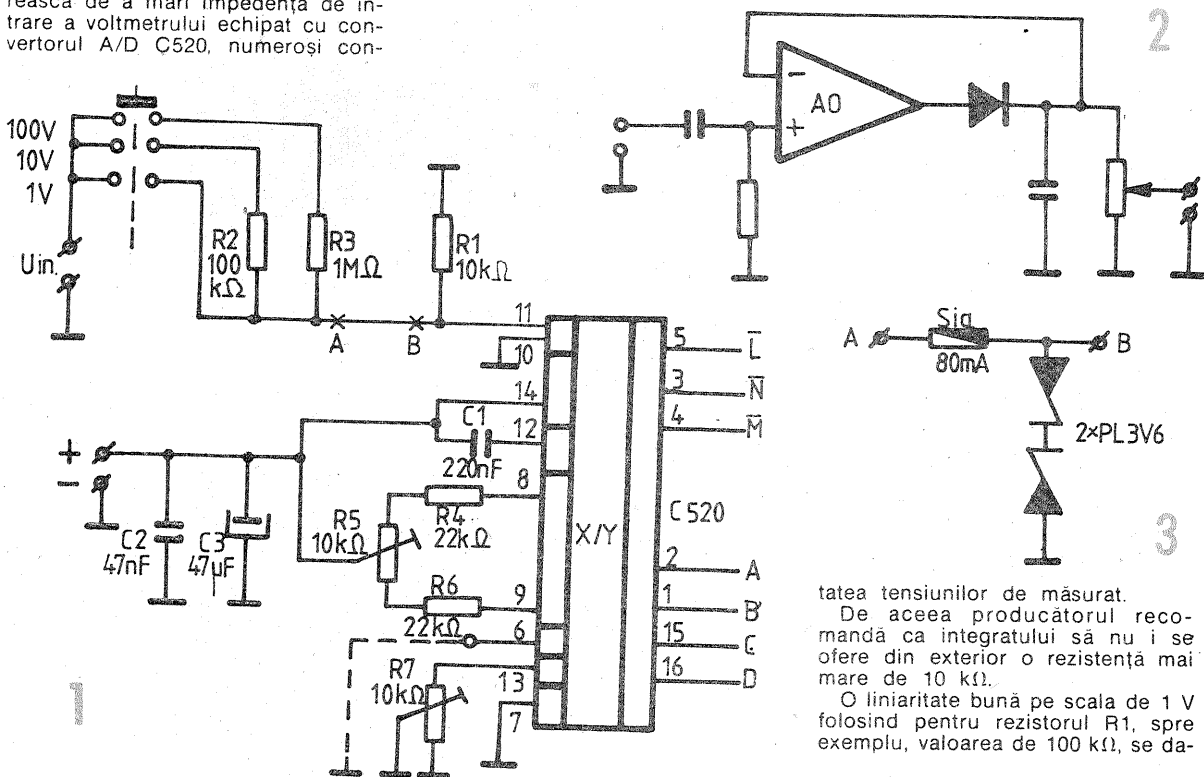 rească de a mări impedența de in-
trare a voltmetrului echipat cu con-
vertorul A/D C520, numeroși con-
100V
10V
1V
Uin.
R2
100
kΩ
R3
1MΩ
R1
10kΩ
A
B
11
10
14
12
8
9
6
13
7
C1
220nF
+
-
C2
47nF
C3
47µF
R5
10kΩ
R4
22kΩ
R6
22kΩ
R7
10kΩ
X/Y
C520
5
L̅
3
N̅
4
M̅
2
A
1
B
15
C
16
D
1
2
-
+
AO
A
Sig.
80mA
B
2×PL3V6
3
tatea tensiunilor de măsurat.
De aceea producătorul reco-
mandă ca integratului să nu i se
ofere din exterior o rezistență mai
mare de 10 kΩ.
O liniaritate bună pe scala de 1 V
folosind pentru rezistorul R1, spre
exemplu, valoarea de 100 kΩ, se da-